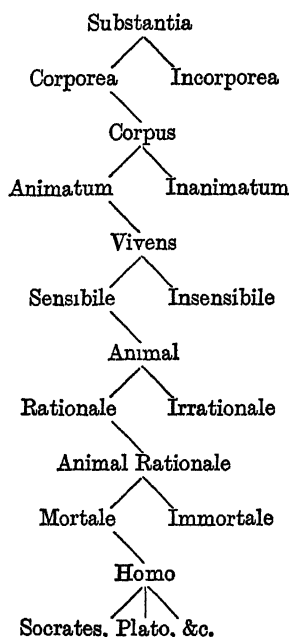 Substantia
Corporea Incorporea
Corpus
Animatum Inanimatum
Vivens
Sensibile Insensibile
Animal
Rationale Irrationale
Animal Rationale
Mortale Immortale
Homo
Socrates, Plato, &c.